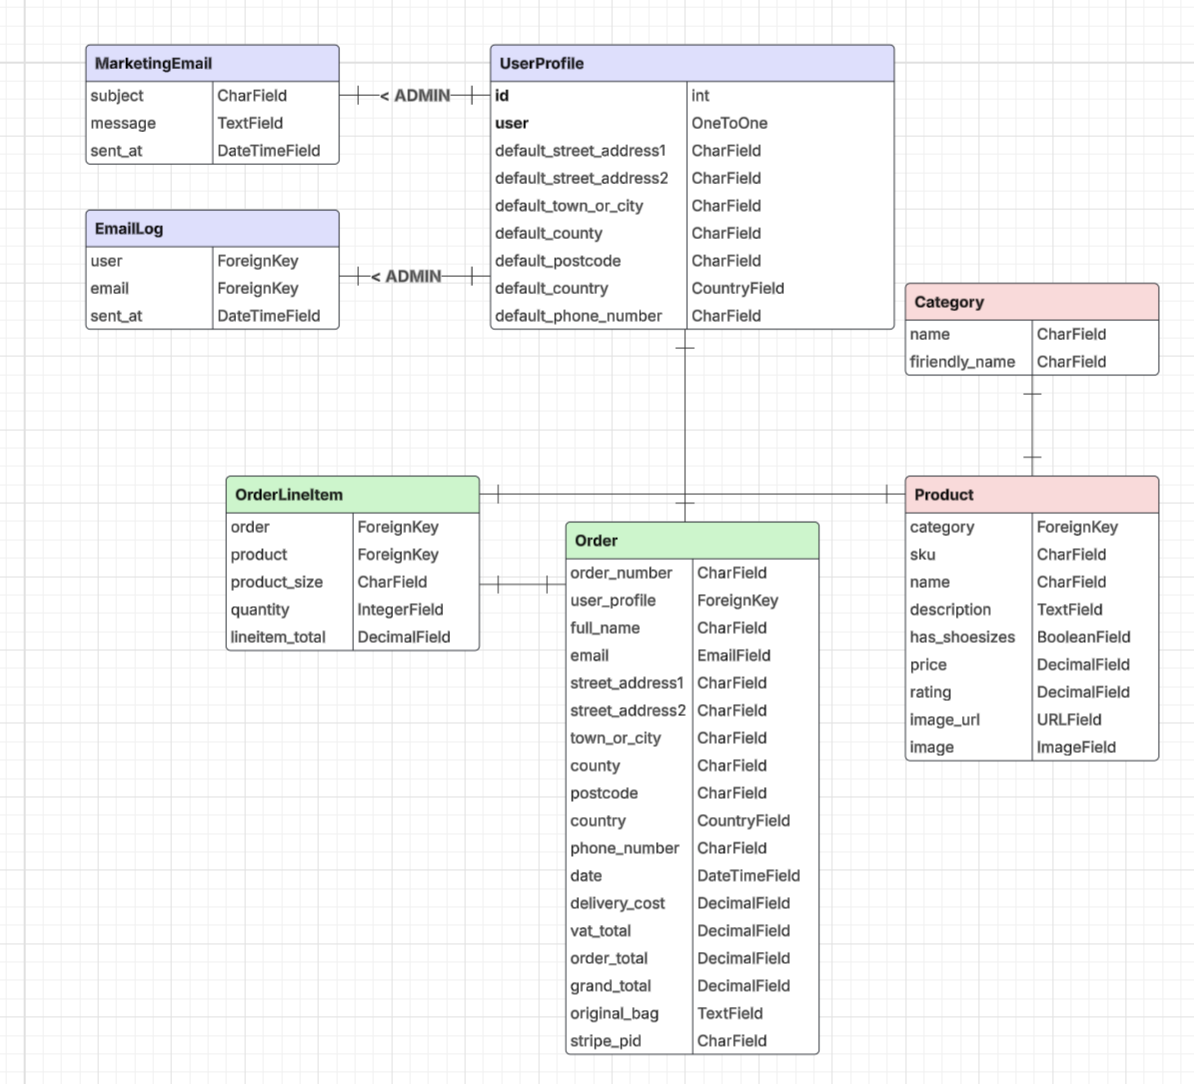 MarketingEmail
subject CharField
message TextField
sent_at DateTimeField
< ADMIN
UserProfile
id int
user OneToOne
default_street_address1 CharField
default_street_address2 CharField
default_town_or_city CharField
default_county CharField
default_postcode CharField
default_country CountryField
default_phone_number CharField
EmailLog
user ForeignKey
email ForeignKey
sent_at DateTimeField
< ADMIN
Category
name CharField
firiendly_name CharField
OrderLineItem
order ForeignKey
product ForeignKey
product_size CharField
quantity IntegerField
lineitem_total DecimalField
Order
order_number CharField
user_profile ForeignKey
full_name CharField
email EmailField
street_address1 CharField
street_address2 CharField
town_or_city CharField
county CharField
postcode CharField
country CountryField
phone_number CharField
date DateTimeField
delivery_cost DecimalField
vat_total DecimalField
order_total DecimalField
grand_total DecimalField
original_bag TextField
stripe_pid CharField
Product
category ForeignKey
sku CharField
name CharField
description TextField
has_shoesizes BooleanField
price DecimalField
rating DecimalField
image_url URLField
image ImageField